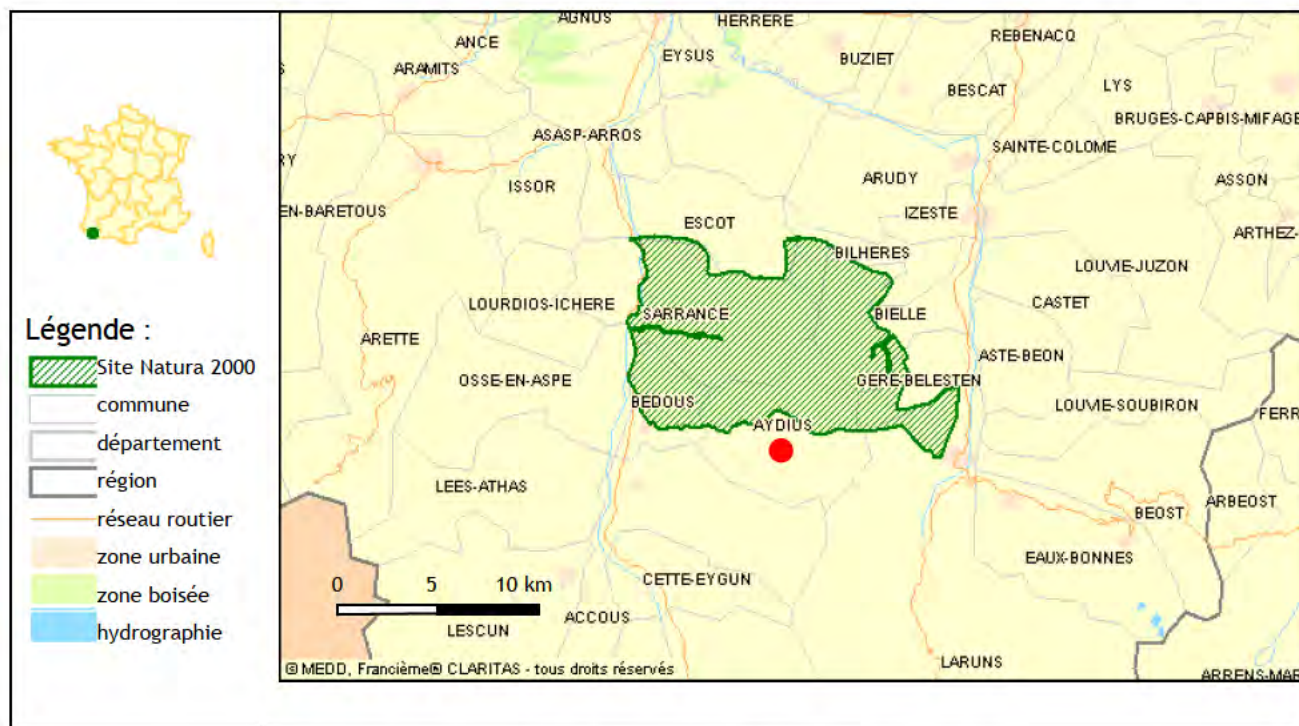 Légende :
Site Natura 2000
commune
département
région
réseau routier
zone urbaine
zone boisée
hydrographie
AGNUS
HERRERE
REBENACQ
ANCE
EYSUS
BUZIET
ARAMITS
BESCAT
LYS
BRUGES-CAPBIS-MIFAGE
ASASP-ARROS
SAINTE-COLOME
RY
ISSOR
ARUDY
ASSON
EN-BARETOUS
ESCOT
IZESTE
ARTHEZ-
BILHERES
LOUVIE-JUZON
LOURDIOS-ICHERE
SARRANCE
BIELLE
CASTET
ARETTE
ASTE-BEON
OSSE-EN-ASPE
GERE-BELESTEN
BEDOUS
LOUVIE-SOUBIRON
FERR
AYDIUS
LEES-ATHAS
ARBEOST
BEOST
EAUX-BONNES
0 5 10 km
CETTE-EYGUN
ACCOUS
LESCUN
LARUNS
© MEDD, Francième® CLARITAS - tous droits réservés
ARRENS-MAR